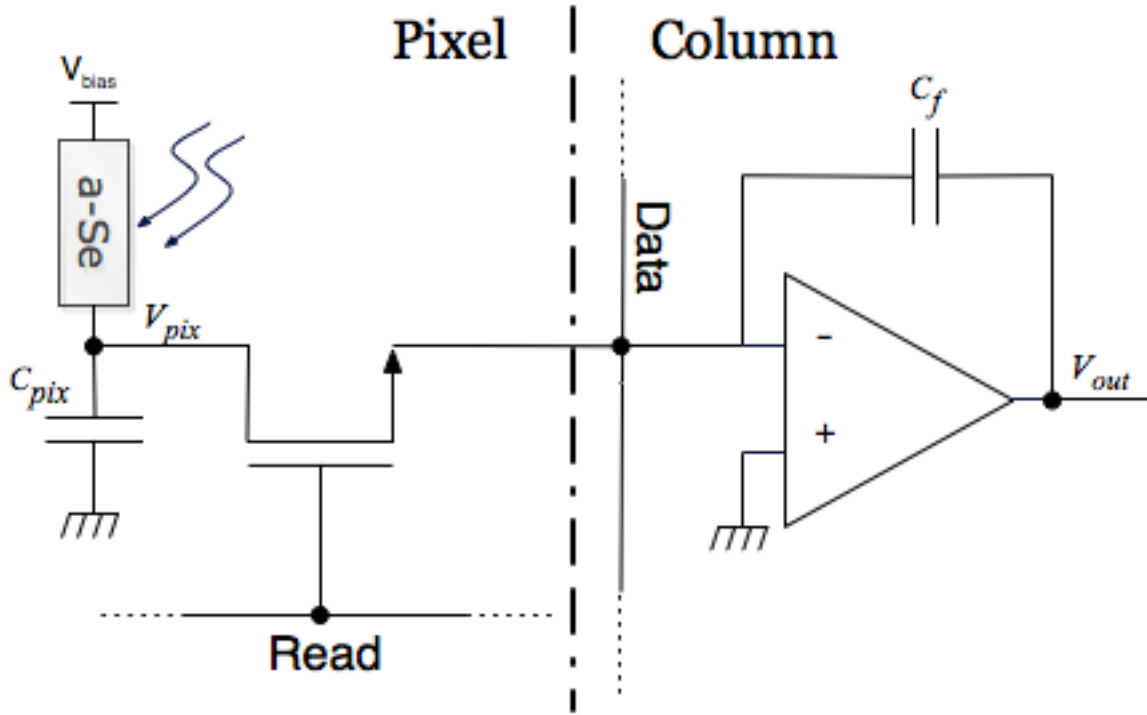 Pixel
Column
V_bias
C_f
a-Se
Data
V_pix
C_pix
-
+
V_out
Read